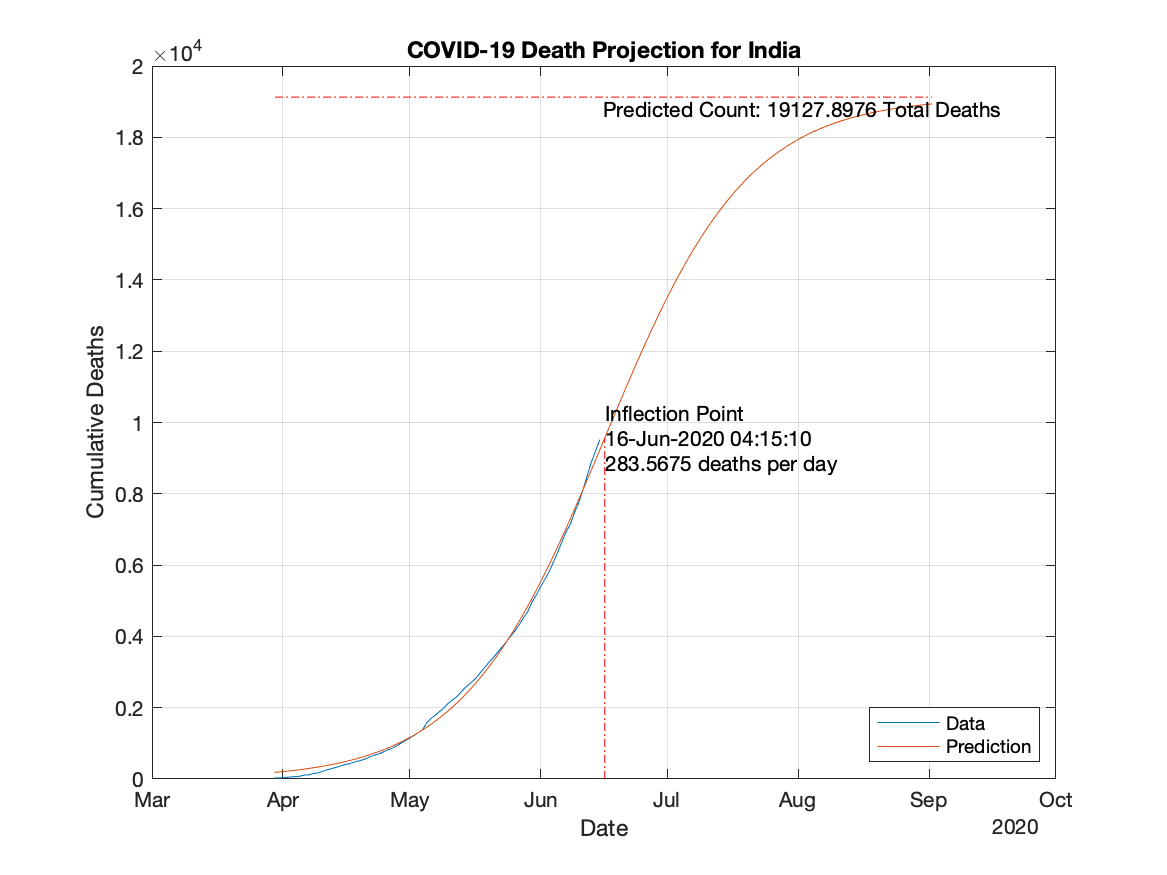 COVID-19 Death Projection for India
×10^4
2
1.8
1.6
1.4
1.2
1
0.8
0.6
0.4
0.2
0
Cumulative Deaths
Predicted Count: 19127.8976 Total Deaths
Inflection Point
16-Jun-2020 04:15:10
283.5675 deaths per day
Data
Prediction
Mar Apr May Jun Jul Aug Sep Oct
Date
2020